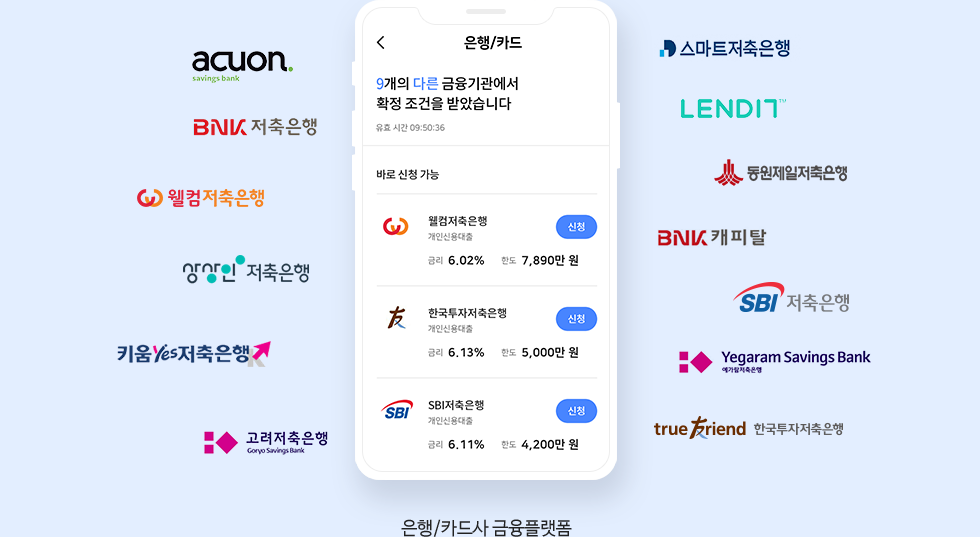 acuon.
savings bank
BNK 저축은행
웰컴저축은행
상상인 저축은행
키움Yes저축은행
고려저축은행
Goryo Savings Bank
은행/카드
9개의 다른 금융기관에서
확정 조건을 받았습니다
유효 시간 09:50:36
바로 신청 가능
웰컴저축은행
신청
개인신용대출
금리 6.02% 한도 7,890만 원
한국투자저축은행
신청
개인신용대출
금리 6.13% 한도 5,000만 원
SBI저축은행
신청
개인신용대출
금리 6.11% 한도 4,200만 원
SBI
스마트저축은행
LENDIT™
동원제일저축은행
BNK 캐피탈
SBI 저축은행
Yegaram Savings Bank
예가람저축은행
true friend 한국투자저축은행
은행/카드사 금융플랫폼